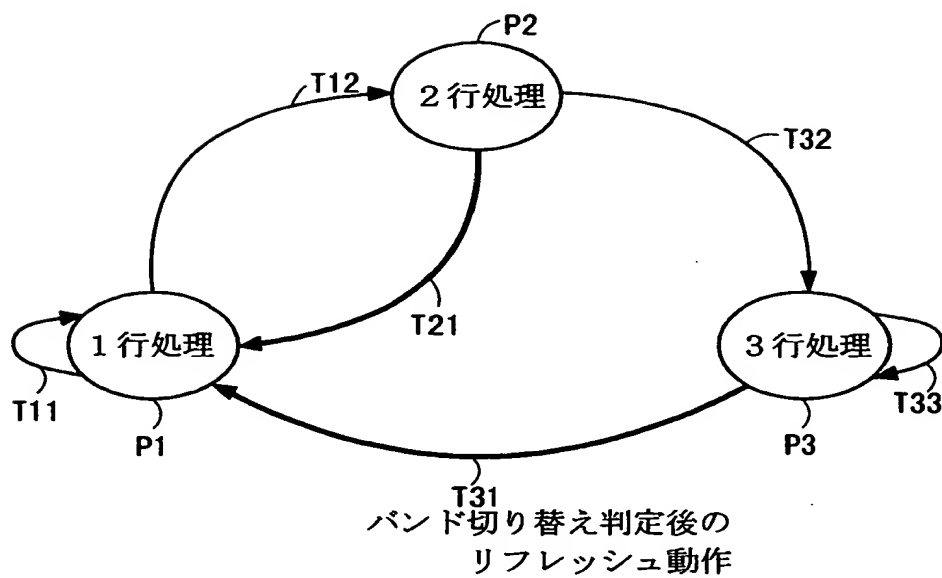 P2
T12
2行処理
T32
T21
1行処理
3行処理
T11
T33
P1
P3
T31
バンド切り替え判定後の
リフレッシュ動作